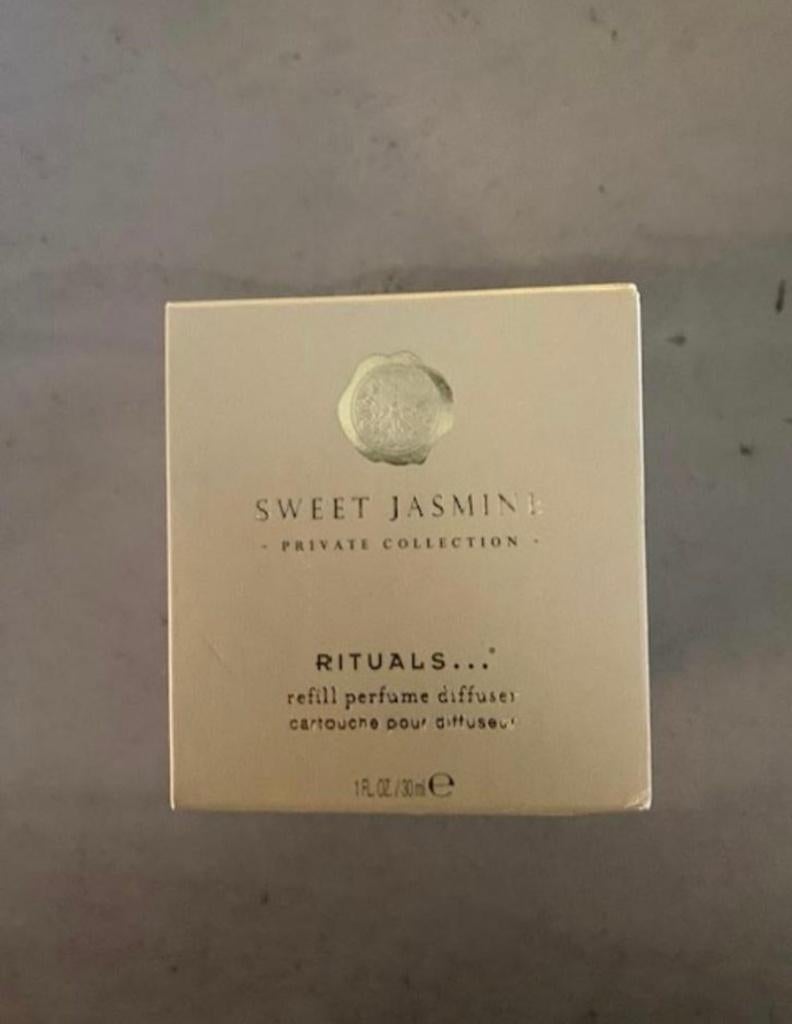 SWEET JASMINE
- PRIVATE COLLECTION -
RITUALS...®
refill perfume diffuser
cartouche pour diffuseur
1 FL OZ / 30 ml ℮